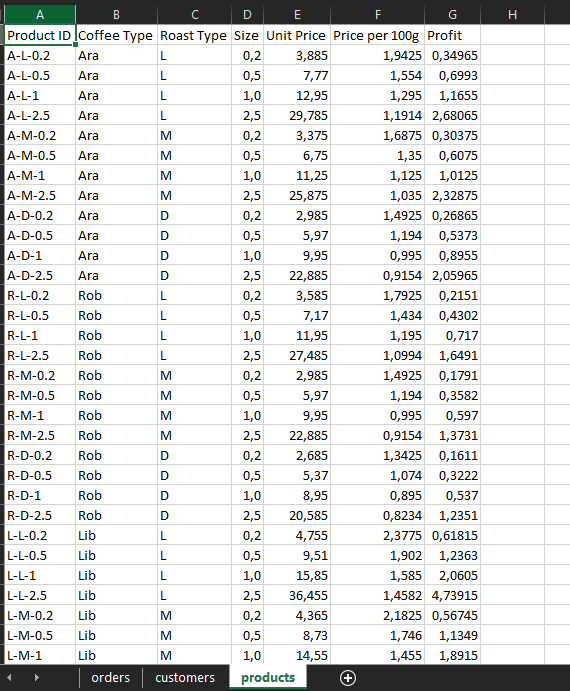 A B C D E F G H
Product ID Coffee Type Roast Type Size Unit Price Price per 100g Profit
A-L-0.2 Ara L 0,2 3,885 1,9425 0,34965
A-L-0.5 Ara L 0,5 7,77 1,554 0,6993
A-L-1 Ara L 1,0 12,95 1,295 1,1655
A-L-2.5 Ara L 2,5 29,785 1,1914 2,68065
A-M-0.2 Ara M 0,2 3,375 1,6875 0,30375
A-M-0.5 Ara M 0,5 6,75 1,35 0,6075
A-M-1 Ara M 1,0 11,25 1,125 1,0125
A-M-2.5 Ara M 2,5 25,875 1,035 2,32875
A-D-0.2 Ara D 0,2 2,985 1,4925 0,26865
A-D-0.5 Ara D 0,5 5,97 1,194 0,5373
A-D-1 Ara D 1,0 9,95 0,995 0,8955
A-D-2.5 Ara D 2,5 22,885 0,9154 2,05965
R-L-0.2 Rob L 0,2 3,585 1,7925 0,2151
R-L-0.5 Rob L 0,5 7,17 1,434 0,4302
R-L-1 Rob L 1,0 11,95 1,195 0,717
R-L-2.5 Rob L 2,5 27,485 1,0994 1,6491
R-M-0.2 Rob M 0,2 2,985 1,4925 0,1791
R-M-0.5 Rob M 0,5 5,97 1,194 0,3582
R-M-1 Rob M 1,0 9,95 0,995 0,597
R-M-2.5 Rob M 2,5 22,885 0,9154 1,3731
R-D-0.2 Rob D 0,2 2,685 1,3425 0,1611
R-D-0.5 Rob D 0,5 5,37 1,074 0,3222
R-D-1 Rob D 1,0 8,95 0,895 0,537
R-D-2.5 Rob D 2,5 20,585 0,8234 1,2351
L-L-0.2 Lib L 0,2 4,755 2,3775 0,61815
L-L-0.5 Lib L 0,5 9,51 1,902 1,2363
L-L-1 Lib L 1,0 15,85 1,585 2,0605
L-L-2.5 Lib L 2,5 36,455 1,4582 4,73915
L-M-0.2 Lib M 0,2 4,365 2,1825 0,56745
L-M-0.5 Lib M 0,5 8,73 1,746 1,1349
L-M-1 Lib M 1,0 14,55 1,455 1,8915
orders customers products